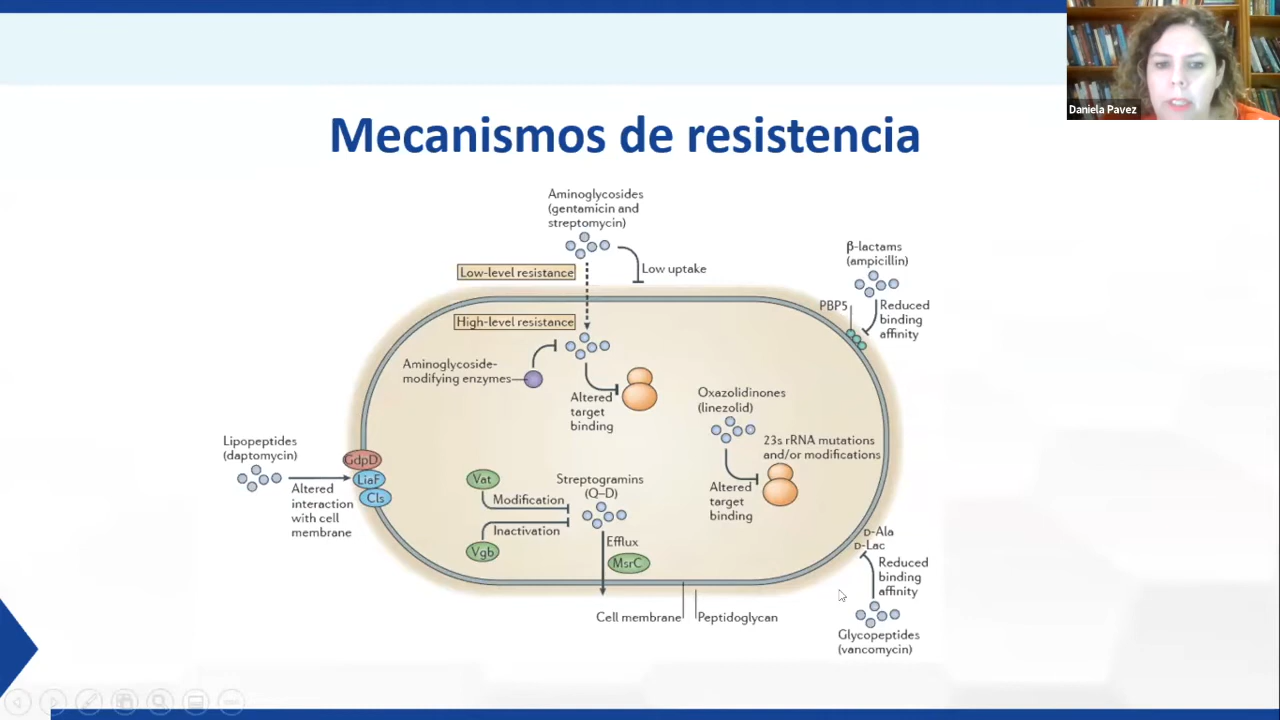 Daniela Pavez
Mecanismos de resistencia
Aminoglycosides
(gentamicin and
streptomycin)
Low-level resistance
Low uptake
β-lactams
(ampicillin)
PBP5
Reduced
binding
affinity
High-level resistance
Aminoglycoside-
modifying enzymes
Altered
target
binding
Oxazolidinones
(linezolid)
23s rRNA mutations
and/or modifications
Altered
target
binding
Lipopeptides
(daptomycin)
GdpD
LiaF
Cls
Altered
interaction
with cell
membrane
Vat
Modification
Streptogramins
(Q–D)
Inactivation
Vgb
Efflux
MsrC
D-Ala
D-Lac
Reduced
binding
affinity
Cell membrane
Peptidoglycan
Glycopeptides
(vancomycin)